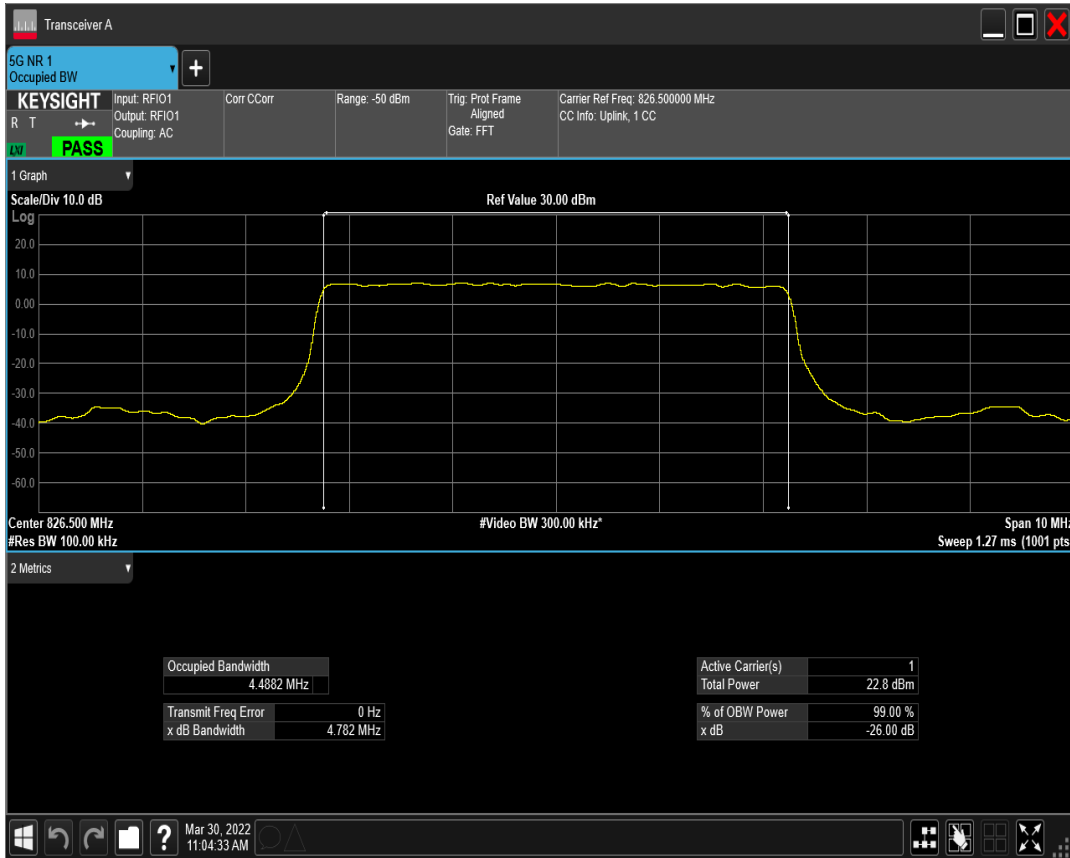 Transceiver A
5G NR 1
Occupied BW
+
KEYSIGHT
R T
LXI
PASS
Input: RFIO1
Output: RFIO1
Coupling: AC
Corr CCorr
Range: -50 dBm
Trig: Prot Frame
Aligned
Gate: FFT
Carrier Ref Freq: 826.500000 MHz
CC Info: Uplink, 1 CC
1 Graph
Scale/Div 10.0 dB
Ref Value 30.00 dBm
Log
20.0
10.0
0.00
-10.0
-20.0
-30.0
-40.0
-50.0
-60.0
Center 826.500 MHz
#Video BW 300.00 kHz*
Span 10 MHz
#Res BW 100.00 kHz
Sweep 1.27 ms (1001 pts
2 Metrics
Occupied Bandwidth
4.4882 MHz
Transmit Freq Error 0 Hz
x dB Bandwidth 4.782 MHz
Active Carrier(s) 1
Total Power 22.8 dBm
% of OBW Power 99.00 %
x dB -26.00 dB
?
Mar 30, 2022
11:04:33 AM